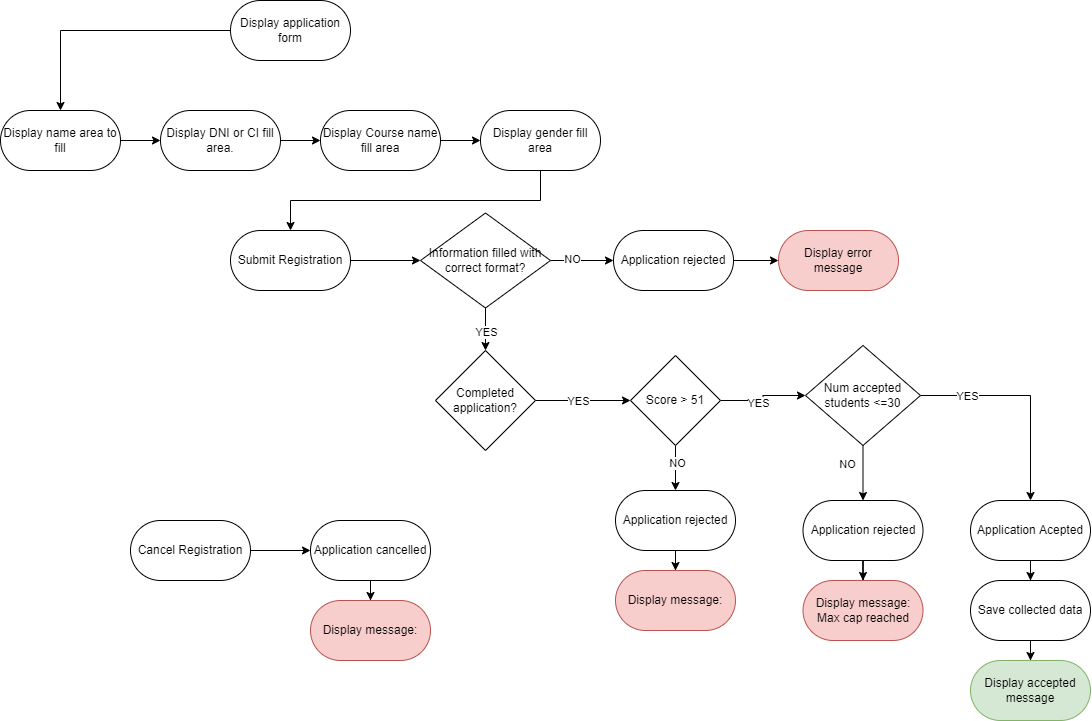 Display application
form
Display name area to
fill
Display DNI or CI fill
area.
Display Course name
fill area
Display gender fill
area
Submit Registration
Information filled with
correct format?
NO
Application rejected
Display error
message
YES
Completed
application?
YES
Score > 51
YES
Num accepted
students <=30
YES
NO
NO
Application rejected
Application rejected
Application Acepted
Cancel Registration
Application cancelled
Display message:
Display message:
Display message:
Max cap reached
Save collected data
Display accepted
message